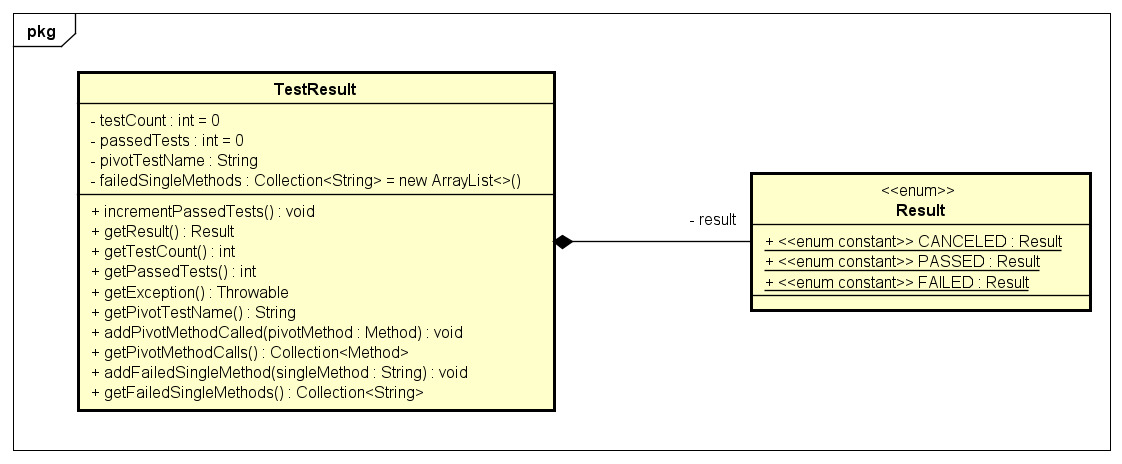 pkg
TestResult
- testCount : int = 0
- passedTests : int = 0
- pivotTestName : String
- failedSingleMethods : Collection<String> = new ArrayList<>()
+ incrementPassedTests() : void
+ getResult() : Result
+ getTestCount() : int
+ getPassedTests() : int
+ getException() : Throwable
+ getPivotTestName() : String
+ addPivotMethodCalled(pivotMethod : Method) : void
+ getPivotMethodCalls() : Collection<Method>
+ addFailedSingleMethod(singleMethod : String) : void
+ getFailedSingleMethods() : Collection<String>
- result
<<enum>>
Result
+ <<enum constant>> CANCELED : Result
+ <<enum constant>> PASSED : Result
+ <<enum constant>> FAILED : Result